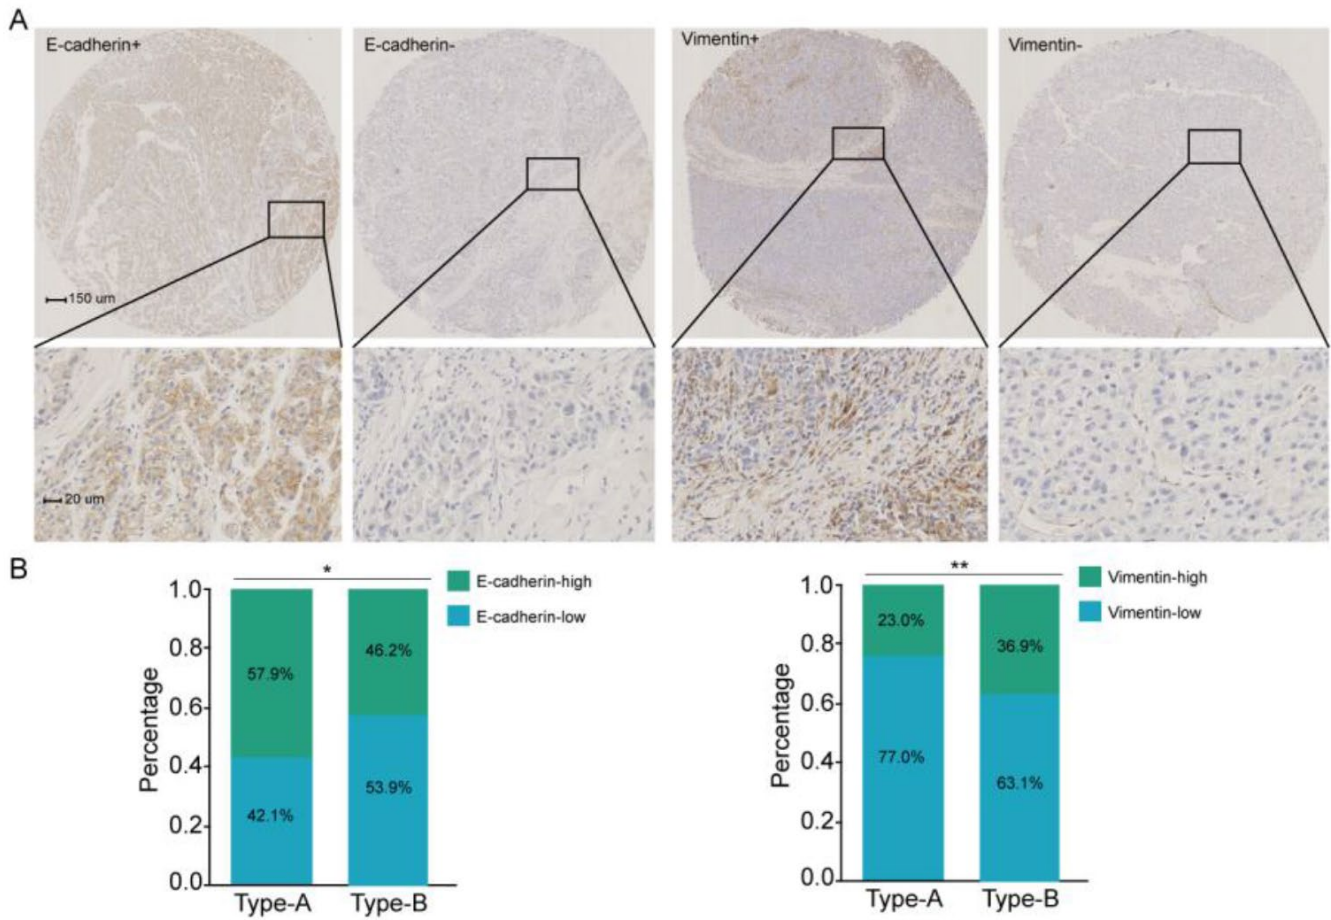 A
E-cadherin+
E-cadherin-
Vimentin+
Vimentin-
150 um
20 um
B
*
E-cadherin-high
E-cadherin-low
Percentage
1.0
0.8
0.6
0.4
0.2
0.0
57.9%
42.1%
46.2%
53.9%
Type-A
Type-B
**
Vimentin-high
Vimentin-low
Percentage
1.0
0.8
0.6
0.4
0.2
0.0
23.0%
77.0%
36.9%
63.1%
Type-A
Type-B